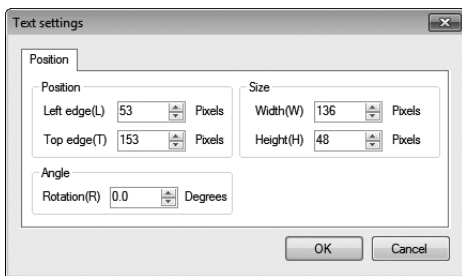 Text settings
Position
Position
Left edge(L) 53 Pixels
Top edge(T) 153 Pixels
Size
Width(W) 136 Pixels
Height(H) 48 Pixels
Angle
Rotation(R) 0.0 Degrees
OK Cancel